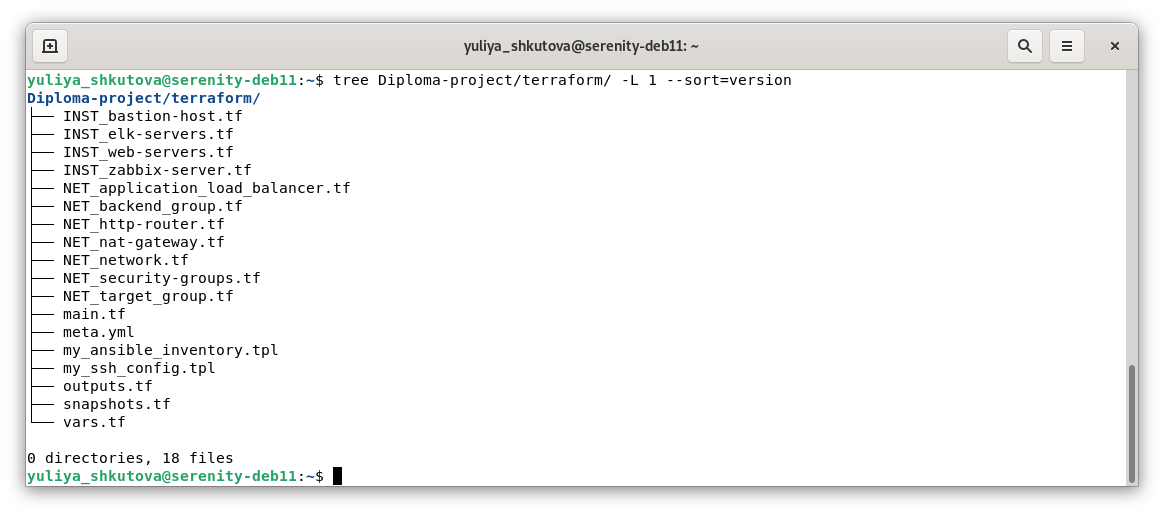 yuliya_shkutova@serenity-deb11: ~
yuliya_shkutova@serenity-deb11:~$ tree Diploma-project/terraform/ -L 1 --sort=version
Diploma-project/terraform/
├── INST_bastion-host.tf
├── INST_elk-servers.tf
├── INST_web-servers.tf
├── INST_zabbix-server.tf
├── NET_application_load_balancer.tf
├── NET_backend_group.tf
├── NET_http-router.tf
├── NET_nat-gateway.tf
├── NET_network.tf
├── NET_security-groups.tf
├── NET_target_group.tf
├── main.tf
├── meta.yml
├── my_ansible_inventory.tpl
├── my_ssh_config.tpl
├── outputs.tf
├── snapshots.tf
└── vars.tf
0 directories, 18 files
yuliya_shkutova@serenity-deb11:~$